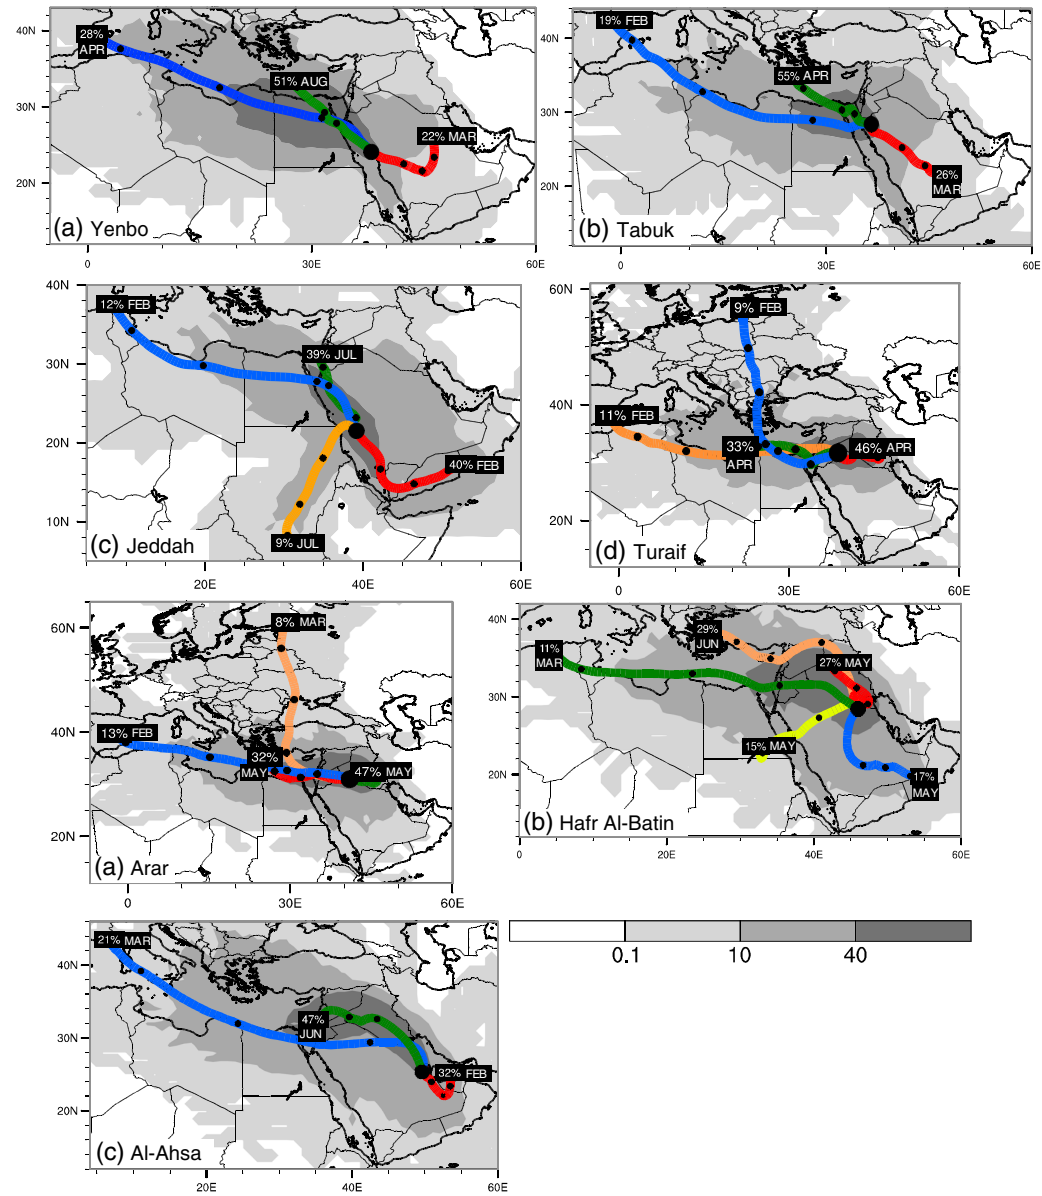 40N
30N
20N
28%
APR
51% AUG
22% MAR
(a) Yenbo
0
30E
60E
40N
30N
20N
19% FEB
55% APR
26%
MAR
(b) Tabuk
0
30E
60E
40N
30N
20N
10N
12% FEB
39% JUL
40% FEB
9% JUL
(c) Jeddah
20E
40E
60E
60N
40N
20N
9% FEB
11% FEB
33%
APR
46% APR
(d) Turaif
0
30E
60E
60N
40N
20N
8% MAR
13% FEB
32%
MAY
47% MAY
(a) Arar
0
30E
60E
40N
30N
20N
11%
MAR
29%
JUN
27% MAY
15% MAY
17%
MAY
(b) Hafr Al-Batin
0
20E
40E
60E
40N
30N
20N
21% MAR
47%
JUN
32% FEB
(c) Al-Ahsa
20E
40E
60E
0.1
10
40